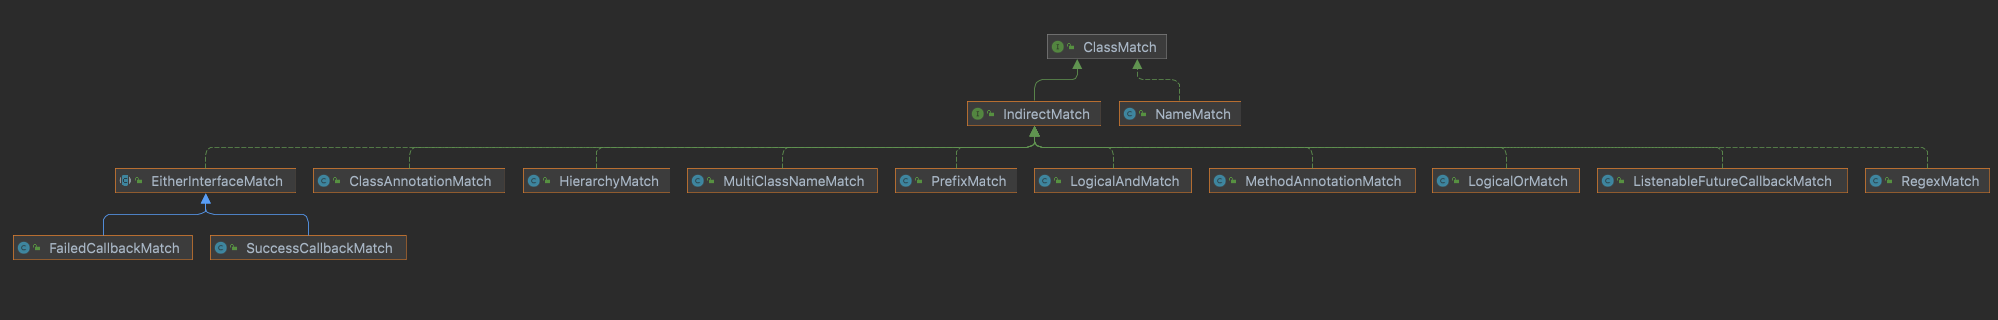 ClassMatch
IndirectMatch NameMatch
EitherInterfaceMatch ClassAnnotationMatch HierarchyMatch MultiClassNameMatch PrefixMatch LogicalAndMatch MethodAnnotationMatch LogicalOrMatch ListenableFutureCallbackMatch RegexMatch
FailedCallbackMatch SuccessCallbackMatch